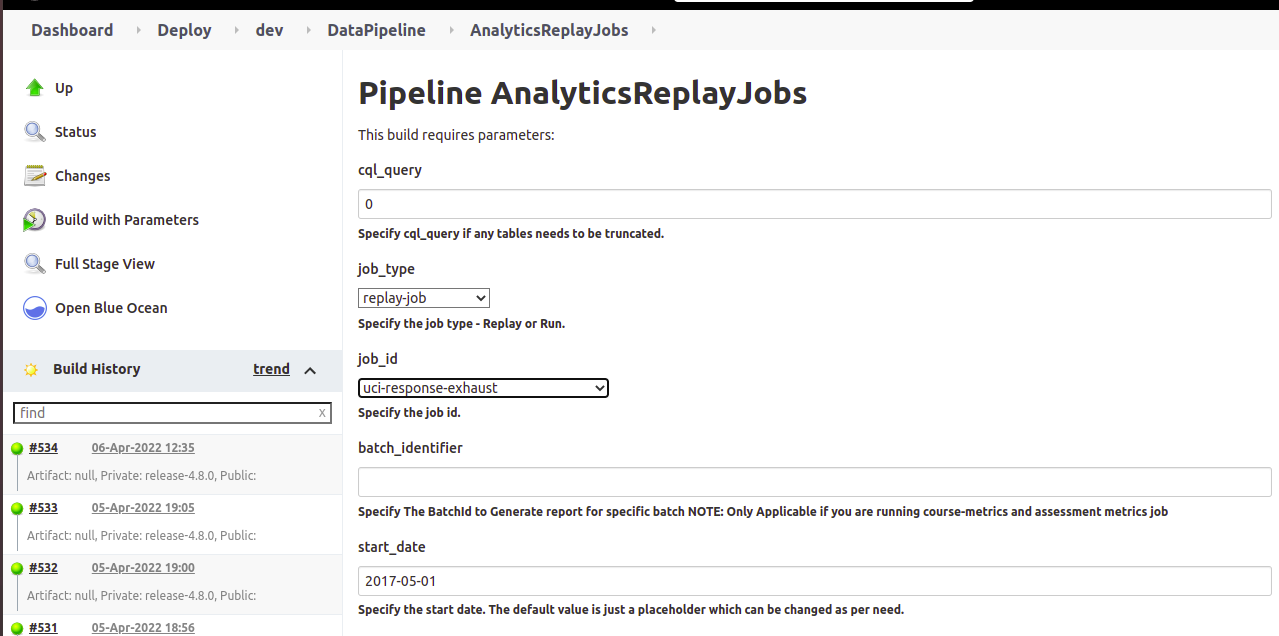 Dashboard Deploy dev DataPipeline AnalyticsReplayJobs
Up
Status
Changes
Build with Parameters
Full Stage View
Open Blue Ocean
Build History trend
find x
#534 06-Apr-2022 12:35
Artifact: null, Private: release-4.8.0, Public:
#533 05-Apr-2022 19:05
Artifact: null, Private: release-4.8.0, Public:
#532 05-Apr-2022 19:00
Artifact: null, Private: release-4.8.0, Public:
#531 05-Apr-2022 18:56
Pipeline AnalyticsReplayJobs
This build requires parameters:
cql_query
0
Specify cql_query if any tables needs to be truncated.
job_type
replay-job
Specify the job type - Replay or Run.
job_id
uci-response-exhaust
Specify the job id.
batch_identifier
Specify The BatchId to Generate report for specific batch NOTE: Only Applicable if you are running course-metrics and assessment metrics job
start_date
2017-05-01
Specify the start date. The default value is just a placeholder which can be changed as per need.